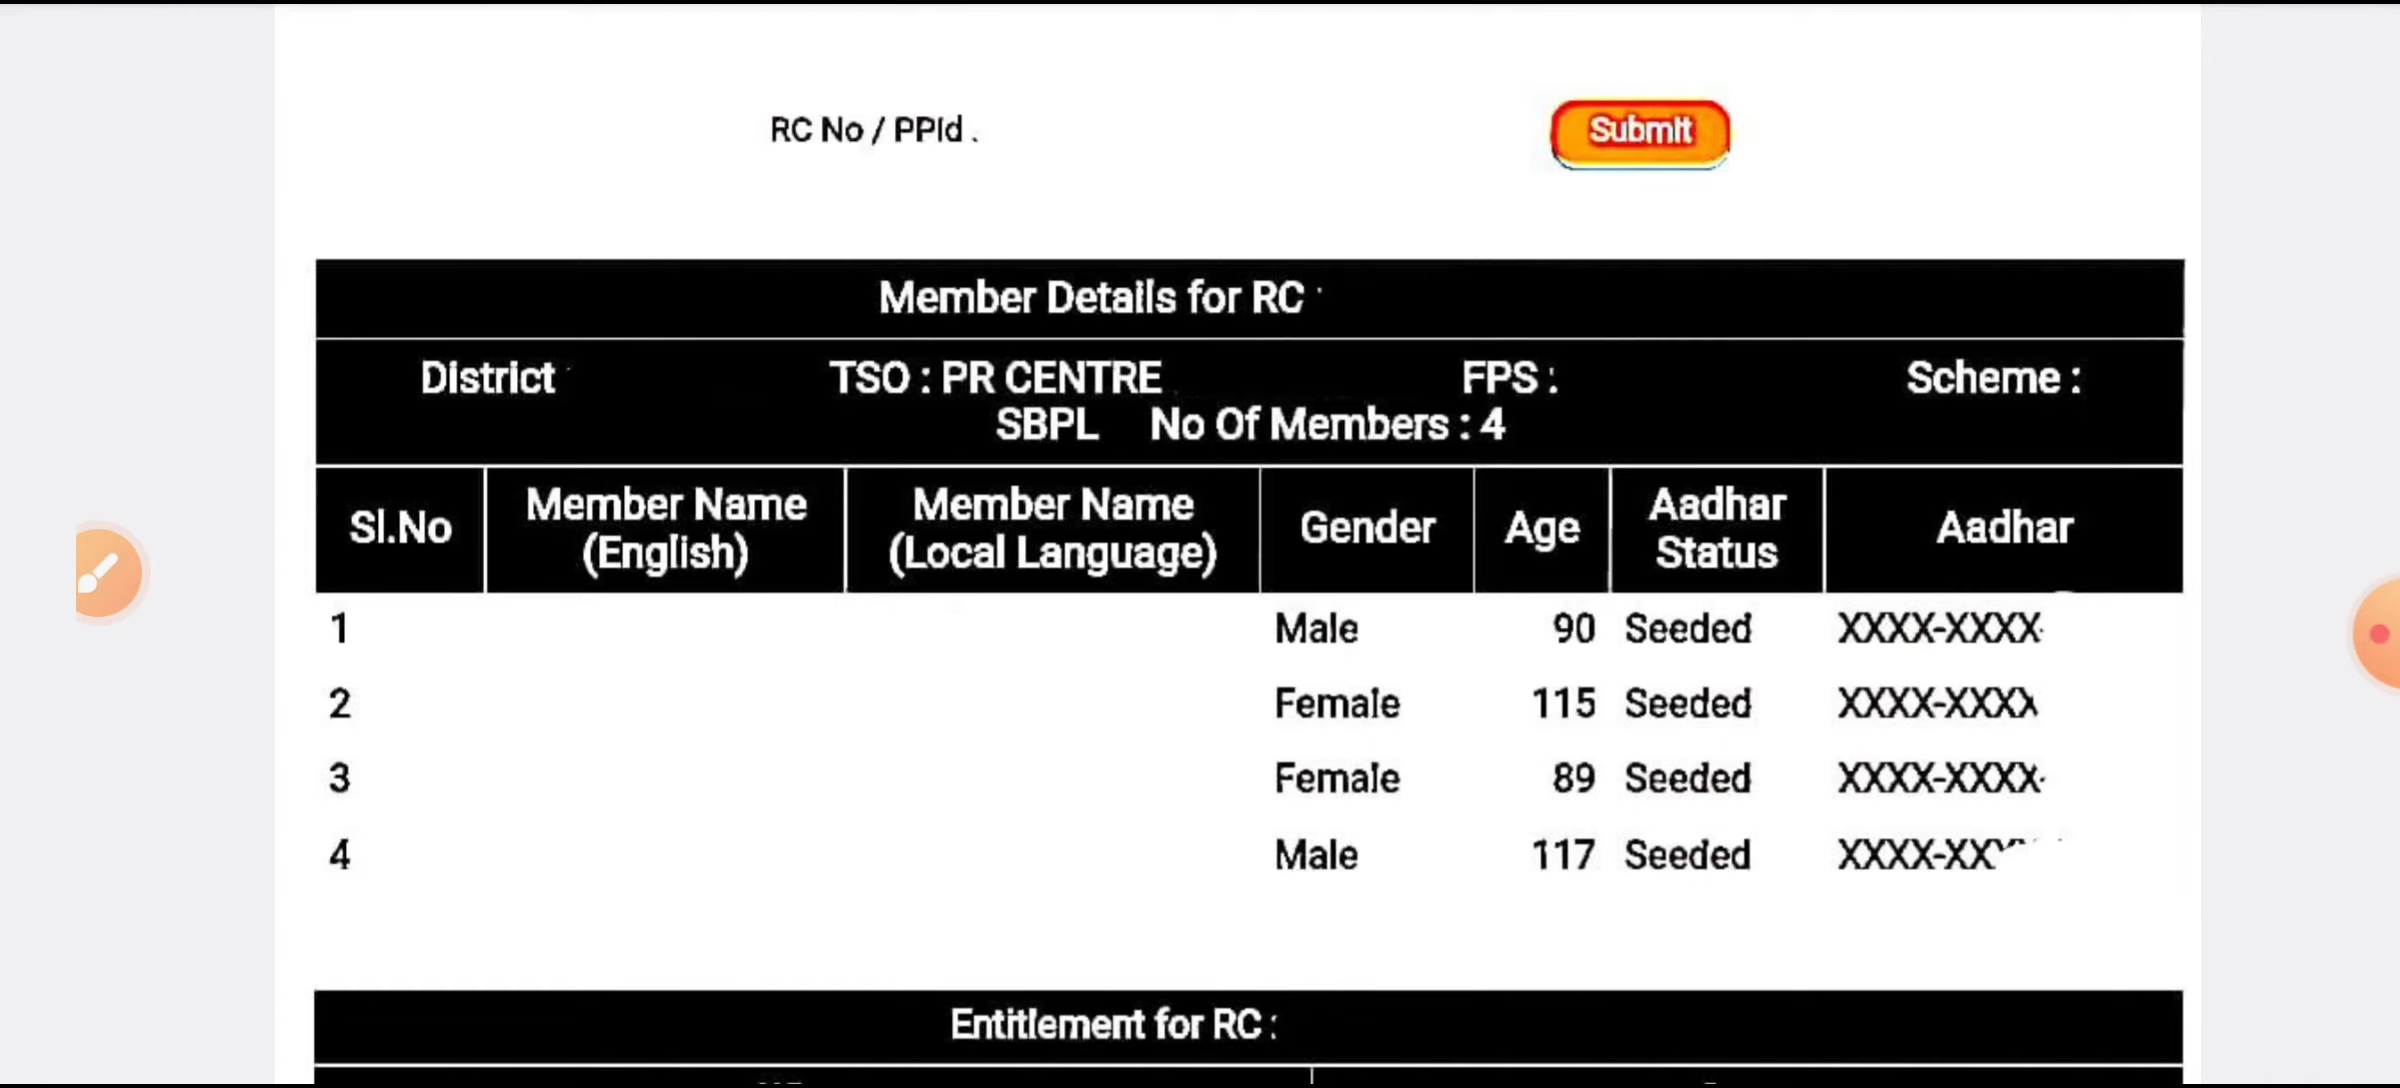 RC No / PPId .
Submit
Member Details for RC
District TSO : PR CENTRE FPS : Scheme :
SBPL No Of Members : 4
Sl.No Member Name (English) Member Name (Local Language) Gender Age Aadhar Status Aadhar
1 Male 90 Seeded XXXX-XXXX
2 Female 115 Seeded XXXX-XXXX
3 Female 89 Seeded XXXX-XXXX
4 Male 117 Seeded XXXX-XX
Entitlement for RC :